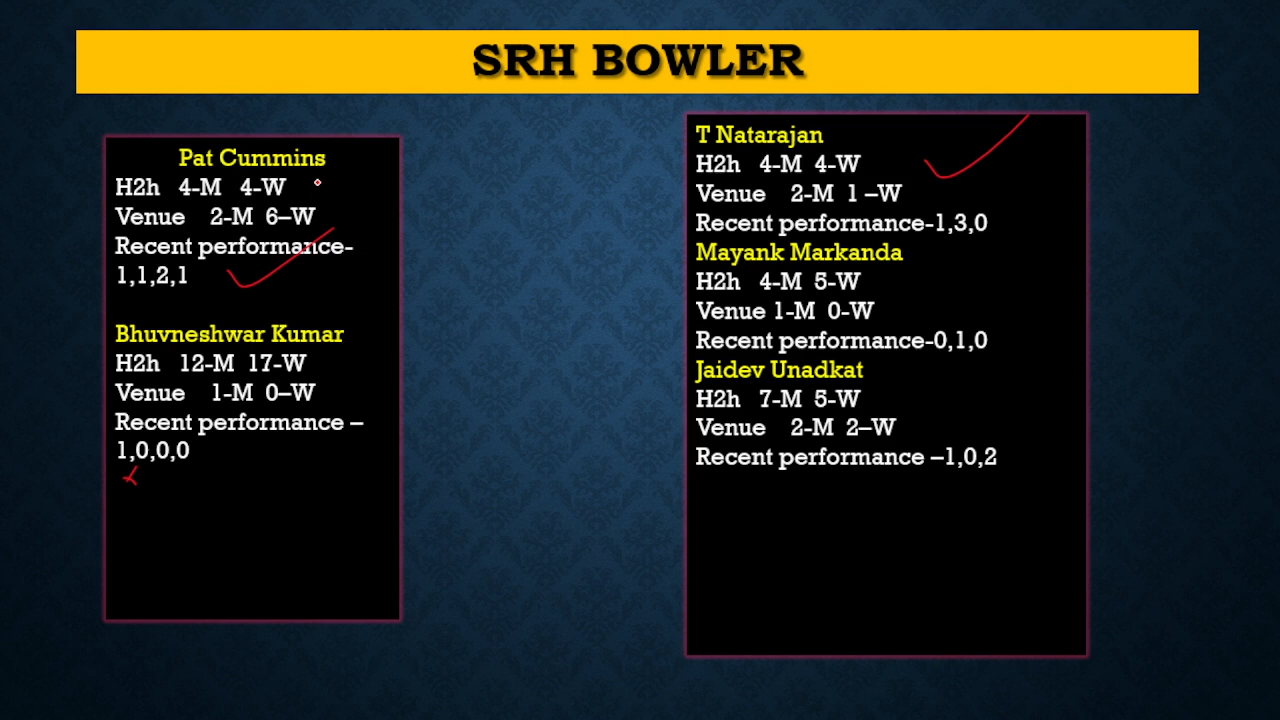 SRH BOWLER
Pat Cummins
H2h 4-M 4-W
Venue 2-M 6–W
Recent performance-
1,1,2,1
Bhuvneshwar Kumar
H2h 12-M 17-W
Venue 1-M 0–W
Recent performance –
1,0,0,0
T Natarajan
H2h 4-M 4-W
Venue 2-M 1 –W
Recent performance-1,3,0
Mayank Markanda
H2h 4-M 5-W
Venue 1-M 0-W
Recent performance-0,1,0
Jaidev Unadkat
H2h 7-M 5-W
Venue 2-M 2–W
Recent performance –1,0,2